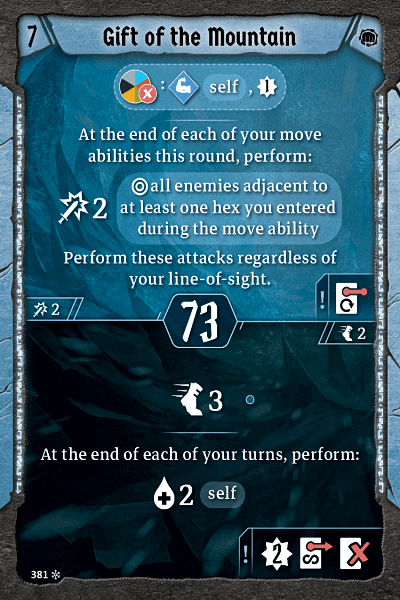 7 Gift of the Mountain
: self , 1
At the end of each of your move
abilities this round, perform:
2 all enemies adjacent to
at least one hex you entered
during the move ability
Perform these attacks regardless of
your line-of-sight.
!
2 73 2
3
At the end of each of your turns, perform:
2 self
! 2
381